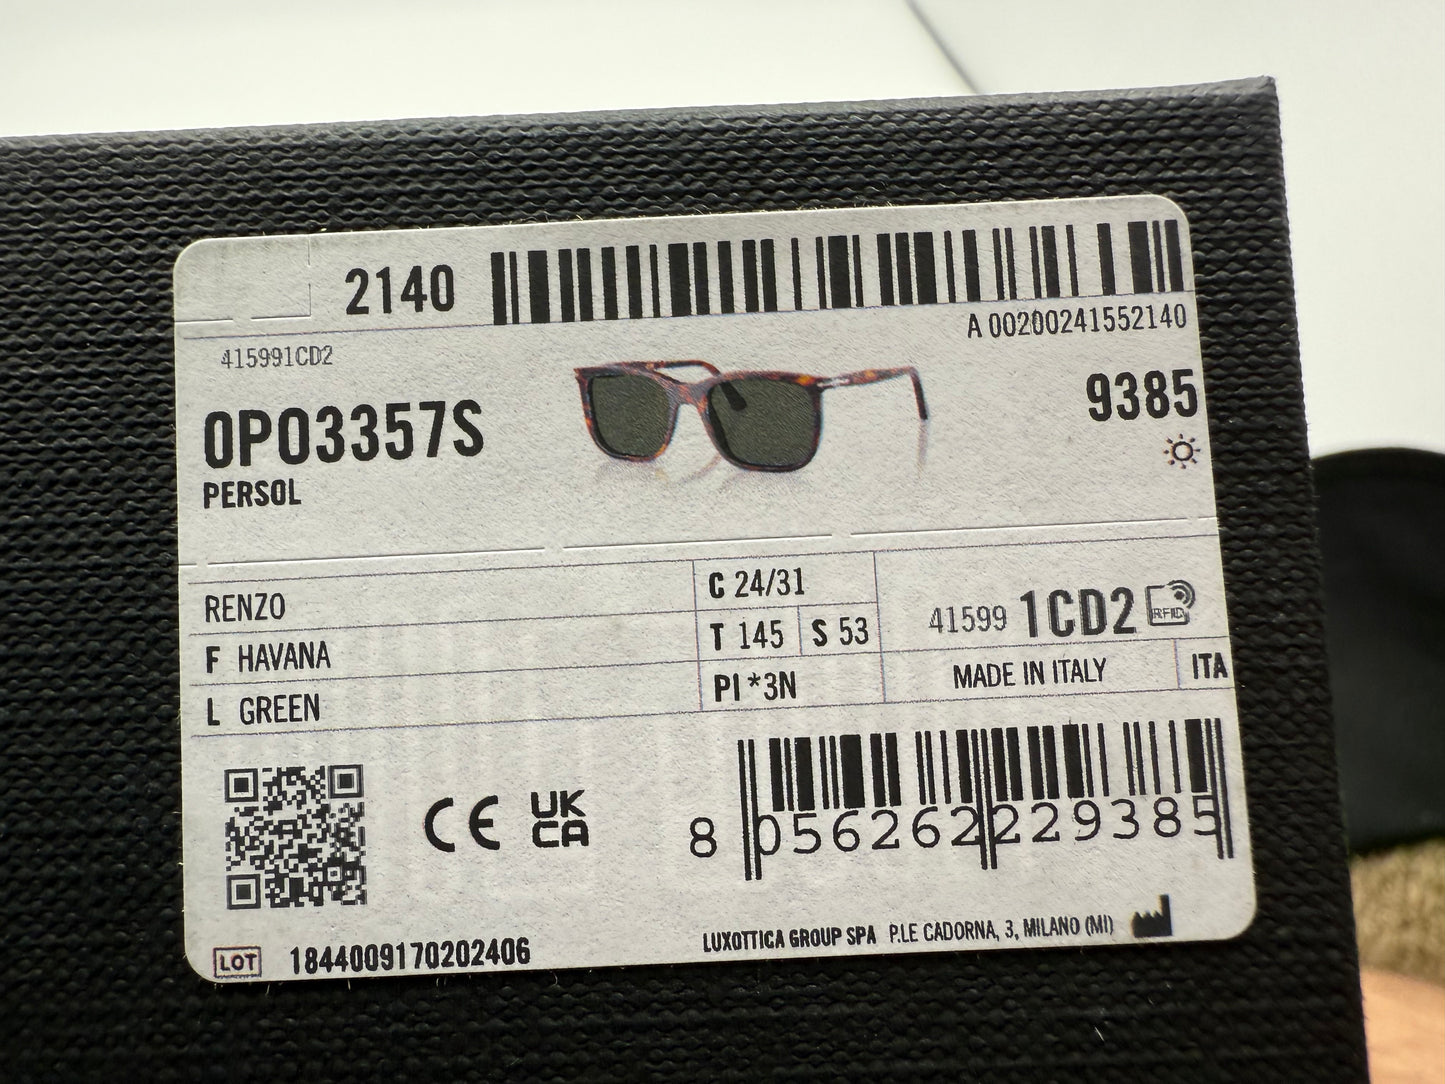 2140
A 00200241552140
415991CD2
0PO3357S
9385
PERSOL
RENZO
C 24/31
F HAVANA
T 145 S 53
41599 1CD2 RFID
L GREEN
PI *3N
MADE IN ITALY ITA
CE UK CA
8 056262 229385
LUXOTTICA GROUP SPA P.LE CADORNA, 3, MILANO (MI)
LOT 1844009170202406